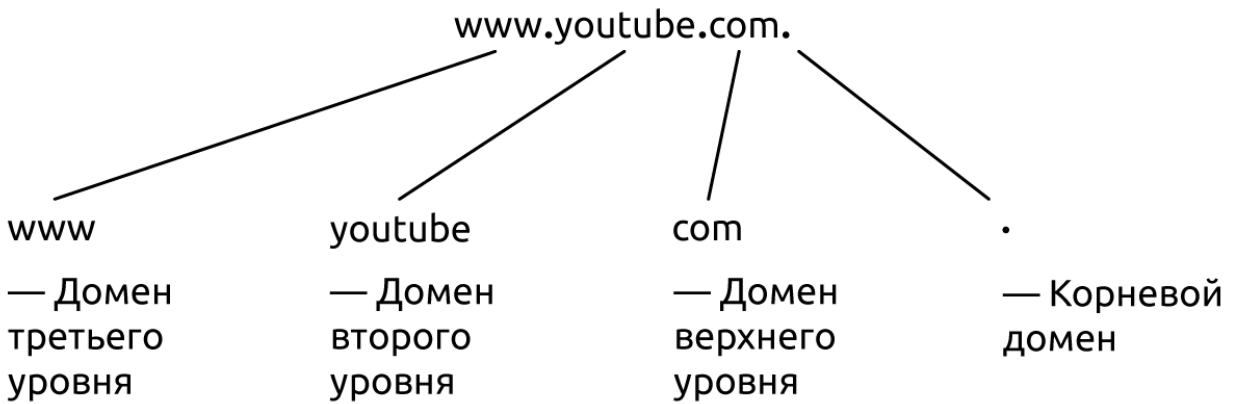 www.youtube.com.
www
— Домен
третьего
уровня
youtube
— Домен
второго
уровня
com
— Домен
верхнего
уровня
.
— Корневой
домен